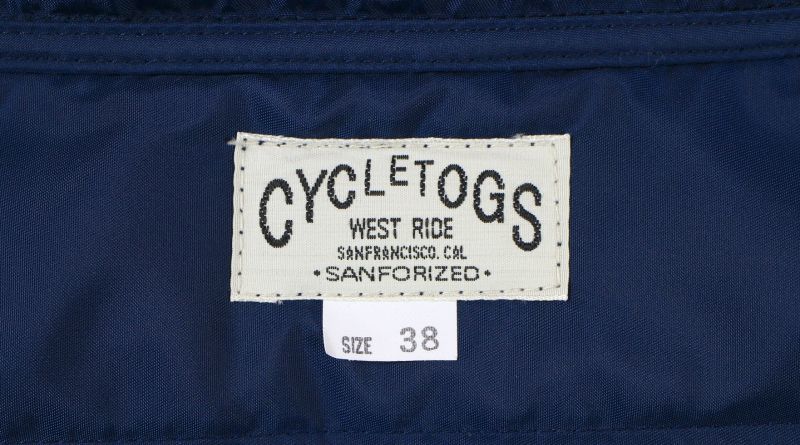 CYCLETOGS
WEST RIDE
SANFRANCISCO. CAL
•SANFORIZED•
SIZE 38